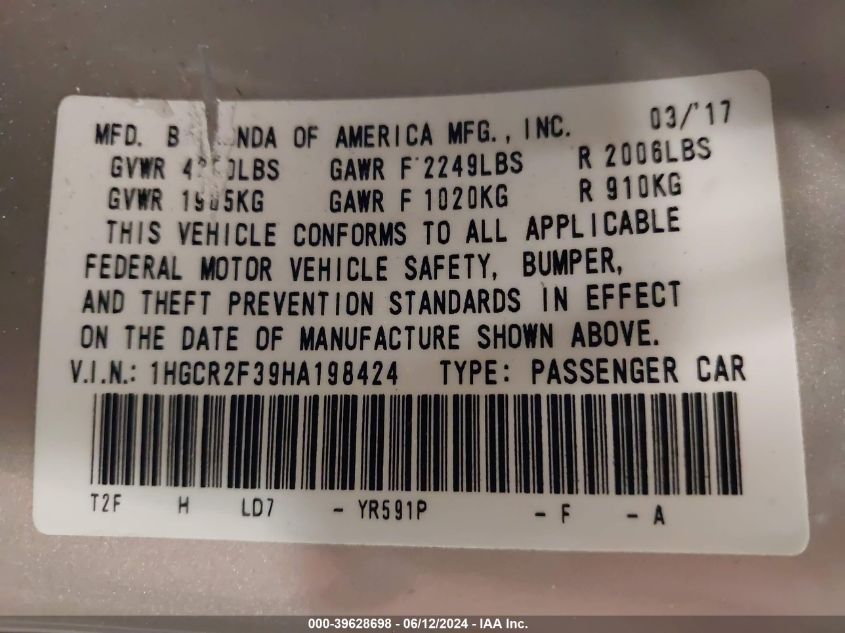 MFD. B NDA OF AMERICA MFG., INC. 03/'17
GVWR LBS GAWR F 2249LBS R 2006LBS
GVWR KG GAWR F 1020KG R 910KG
THIS VEHICLE CONFORMS TO ALL APPLICABLE
FEDERAL MOTOR VEHICLE SAFETY, BUMPER,
AND THEFT PREVENTION STANDARDS IN EFFECT
ON THE DATE OF MANUFACTURE SHOWN ABOVE.
V.I.N.: 1HGCR2F39HA198424 TYPE: PASSENGER CAR
T2F H LD7 - YR591P - F - A
000-39628698 - 06/12/2024 - IAA Inc.